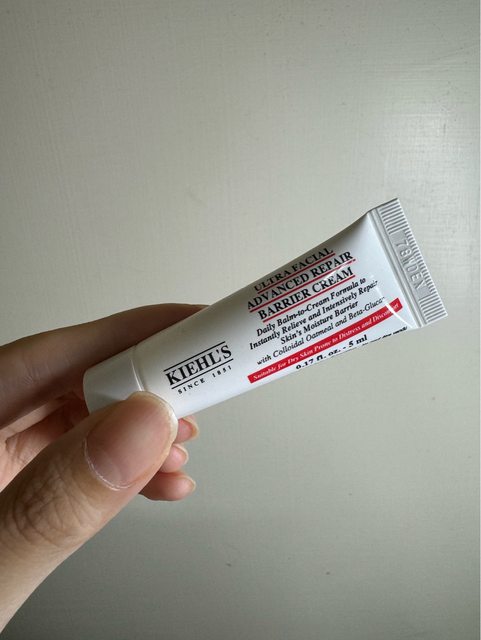 ULTRA FACIAL
ADVANCED REPAIR
BARRIER CREAM
Daily Balm-to-Cream Formula to
Instantly Relieve and Intensively Repair
Skin's Moisture Barrier
with Colloidal Oatmeal and Beta-Gluca
Suitable for Dry Skin Prone to Distress and Discomfort
0.17 fl. oz. - 5 ml
KIEHL'S
SINCE 1851